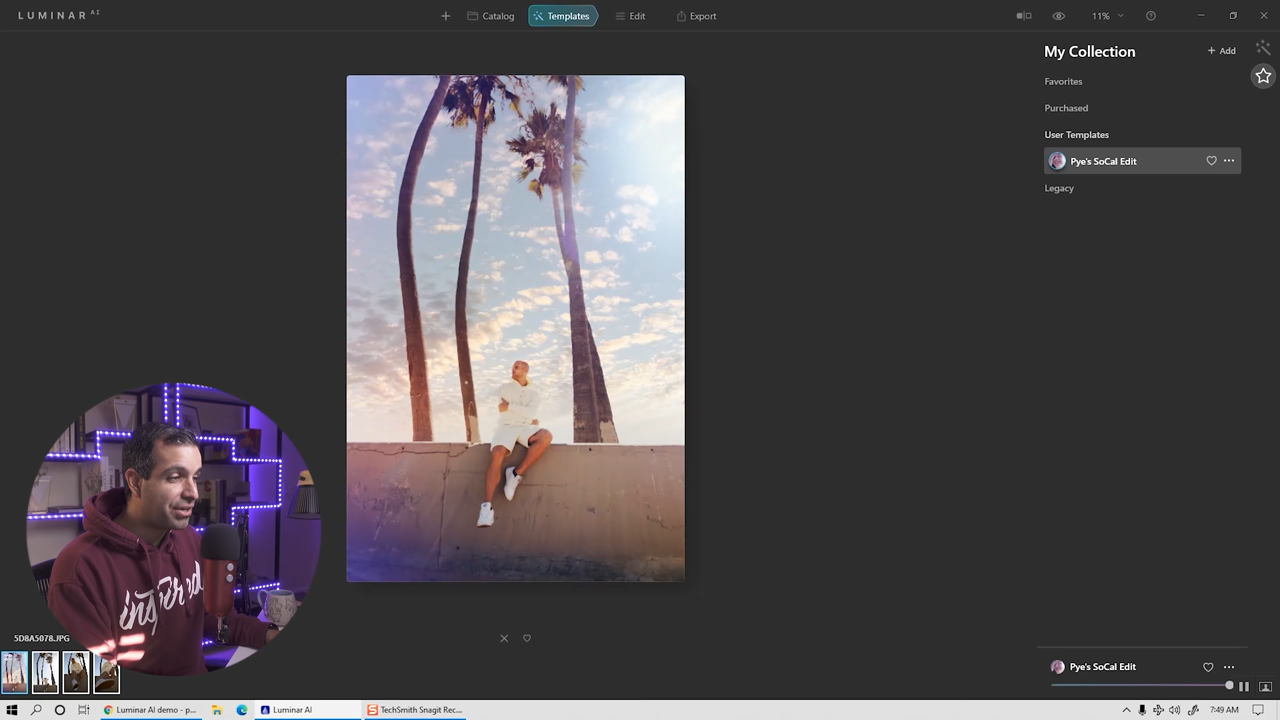 LUMINAR AI
Catalog Templates Edit Export
11%
My Collection
Add
Favorites
Purchased
User Templates
Pye's SoCal Edit
Legacy
inspired
5D8A5078.JPG
Pye's SoCal Edit
Luminar AI demo - p...
Luminar AI
TechSmith Snagit Rec...
7:49 AM